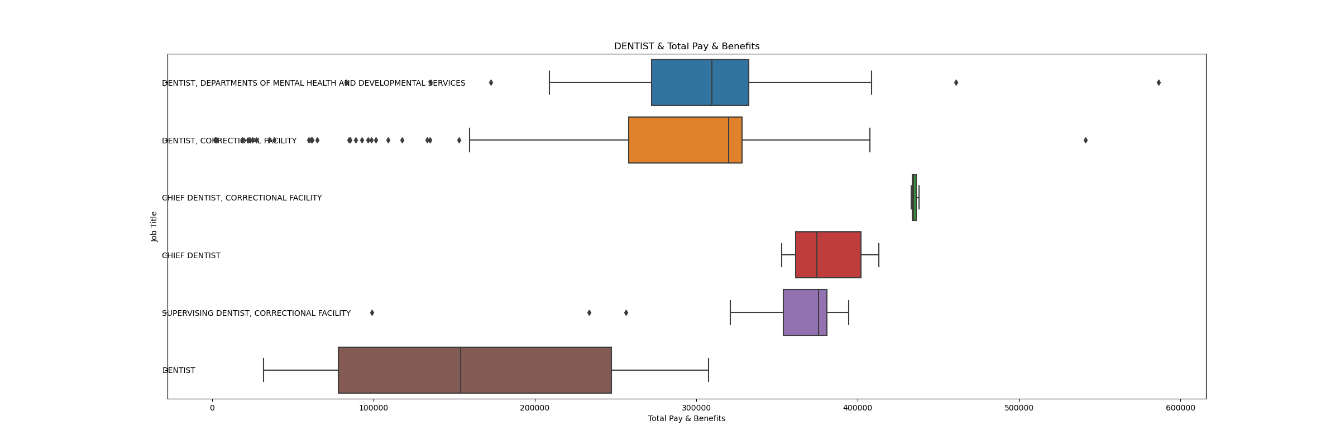 DENTIST & Total Pay & Benefits
DENTIST, DEPARTMENTS OF MENTAL HEALTH AND DEVELOPMENTAL SERVICES
DENTIST, CORRECTIONAL FACILITY
CHIEF DENTIST, CORRECTIONAL FACILITY
Job Title
CHIEF DENTIST
SUPERVISING DENTIST, CORRECTIONAL FACILITY
DENTIST
0 100000 200000 300000 400000 500000 600000
Total Pay & Benefits